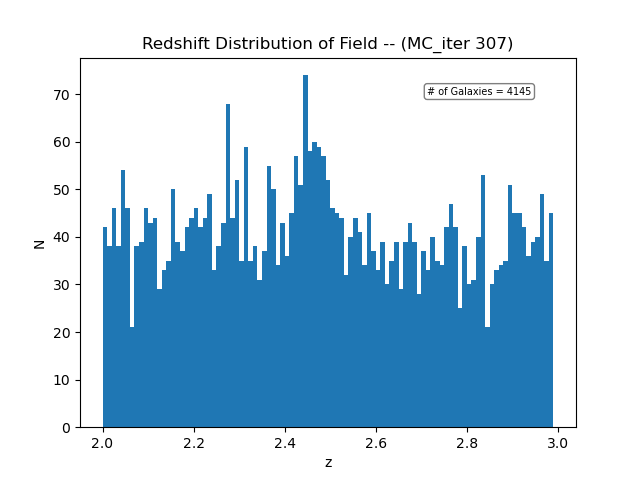 Redshift Distribution of Field -- (MC_iter 307)
# of Galaxies = 4145
N
70
60
50
40
30
20
10
0
2.0 2.2 2.4 2.6 2.8 3.0
z